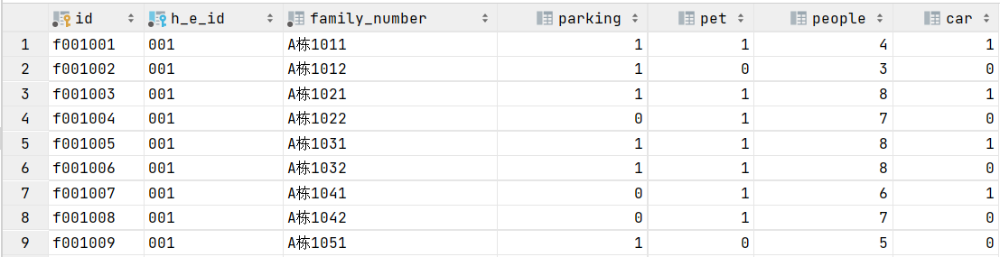 id h_e_id family_number parking pet people car
1 f001001 001 A栋1011 1 1 4 1
2 f001002 001 A栋1012 1 0 3 0
3 f001003 001 A栋1021 1 1 8 1
4 f001004 001 A栋1022 0 1 7 0
5 f001005 001 A栋1031 1 1 8 1
6 f001006 001 A栋1032 1 1 8 0
7 f001007 001 A栋1041 0 1 6 1
8 f001008 001 A栋1042 0 1 7 0
9 f001009 001 A栋1051 1 0 5 0